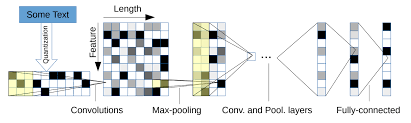 Some Text
Quantization
Length
Feature
...
Convolutions
Max-pooling
Conv. and Pool. layers
Fully-connected